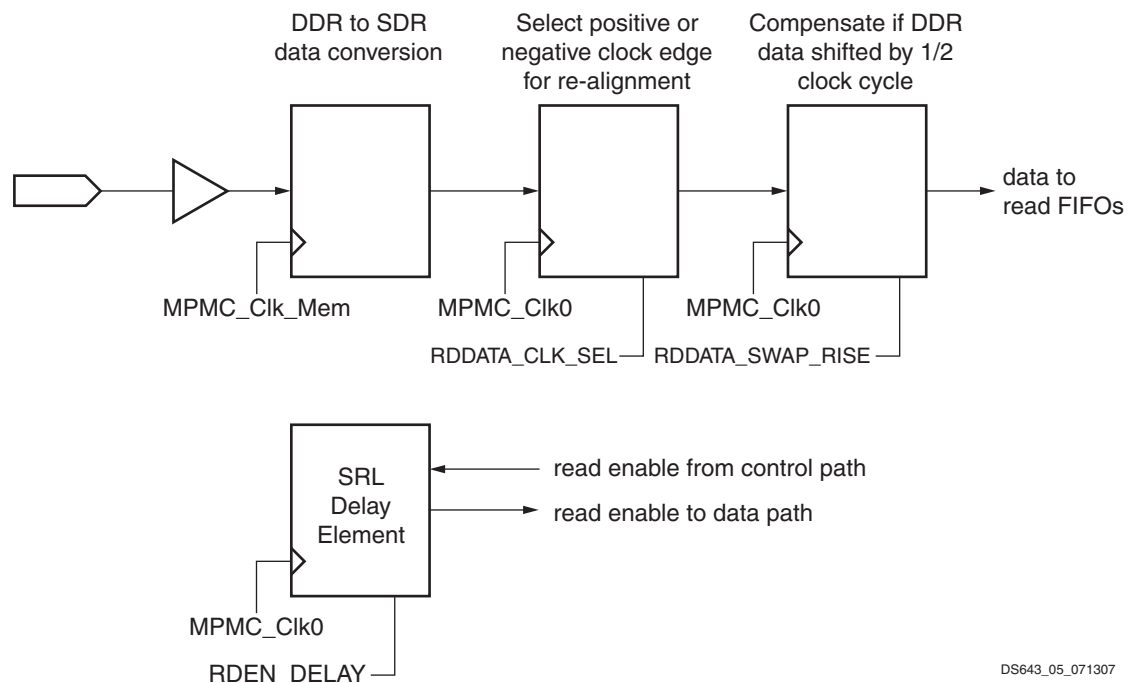 DDR to SDR
data conversion
Select positive or
negative clock edge
for re-alignment
Compensate if DDR
data shifted by 1/2
clock cycle
data to
read FIFOs
MPMC_Clk_Mem
MPMC_Clk0
MPMC_Clk0
RDDATA_CLK_SEL
RDDATA_SWAP_RISE
SRL
Delay
Element
read enable from control path
read enable to data path
MPMC_Clk0
RDEN_DELAY
DS643_05_071307